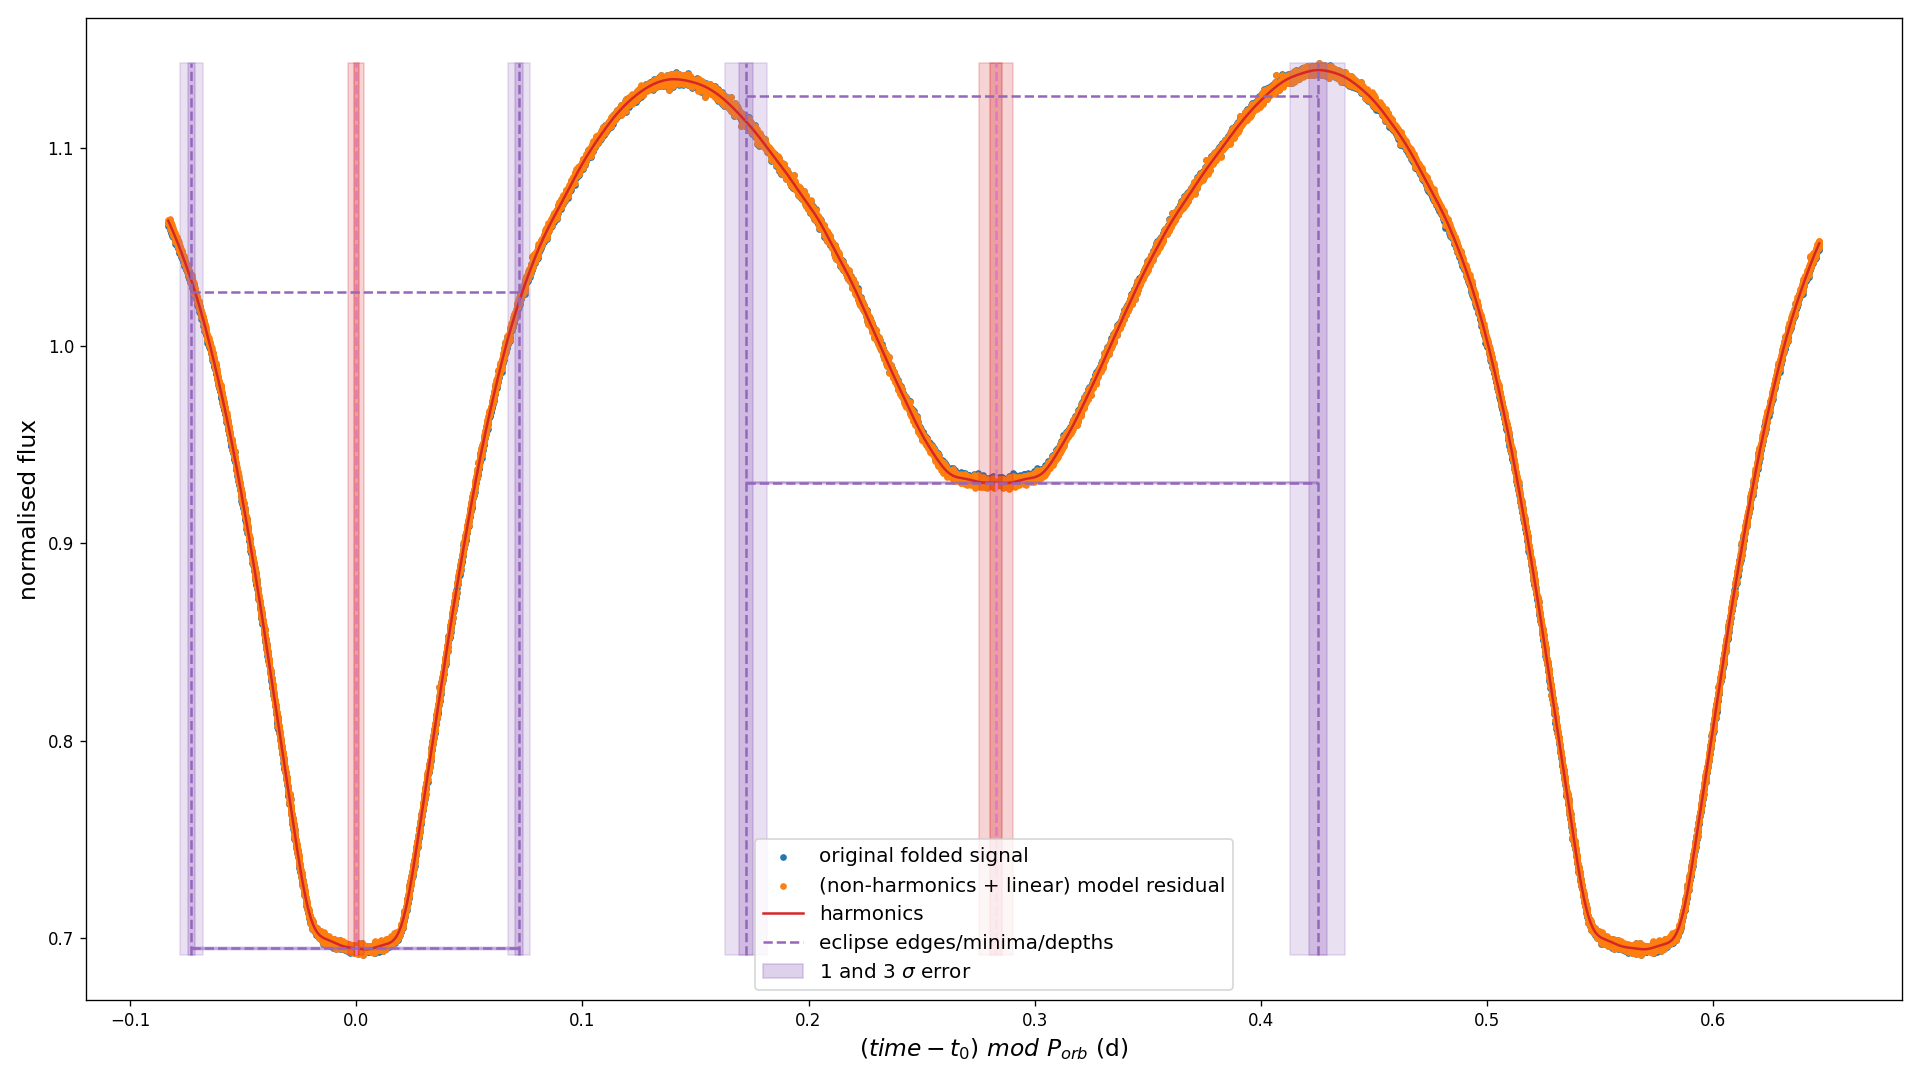 normalised flux
1.1
1.0
0.9
0.8
0.7
−0.1
0.0
0.1
0.2
0.3
0.4
0.5
0.6
(time − t₀) mod Pₒᵣb (d)
original folded signal
(non-harmonics + linear) model residual
harmonics
eclipse edges/minima/depths
1 and 3 σ error